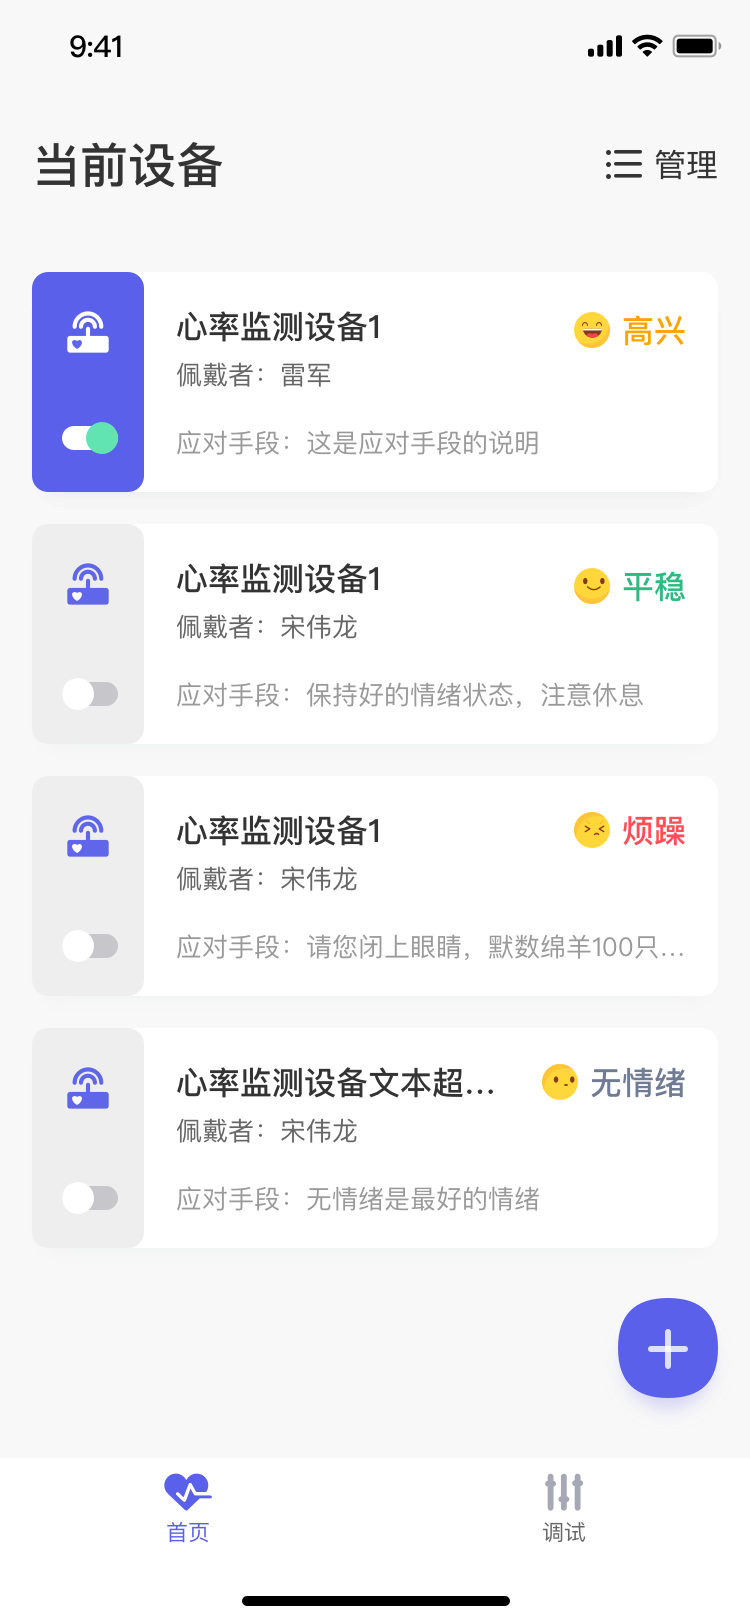 9:41
当前设备
管理
心率监测设备1
高兴
佩戴者：雷军
应对手段：这是应对手段的说明
心率监测设备1
平稳
佩戴者：宋伟龙
应对手段：保持好的情绪状态，注意休息
心率监测设备1
烦躁
佩戴者：宋伟龙
应对手段：请您闭上眼睛，默数绵羊100只...
心率监测设备文本超...
无情绪
佩戴者：宋伟龙
应对手段：无情绪是最好的情绪
首页
调试